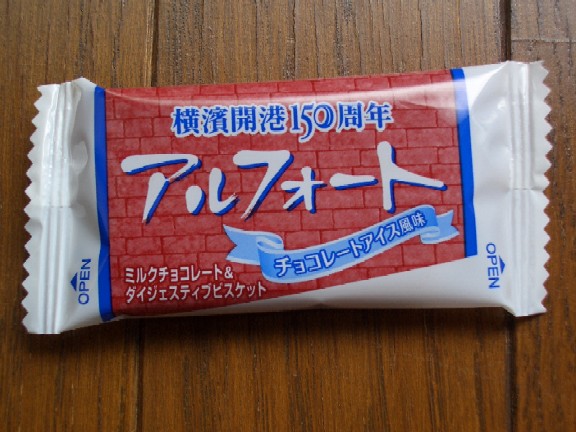 横濱開港150周年
アルフォート
チョコレートアイス風味
ミルクチョコレート&
ダイジェスティブビスケット
OPEN
OPEN